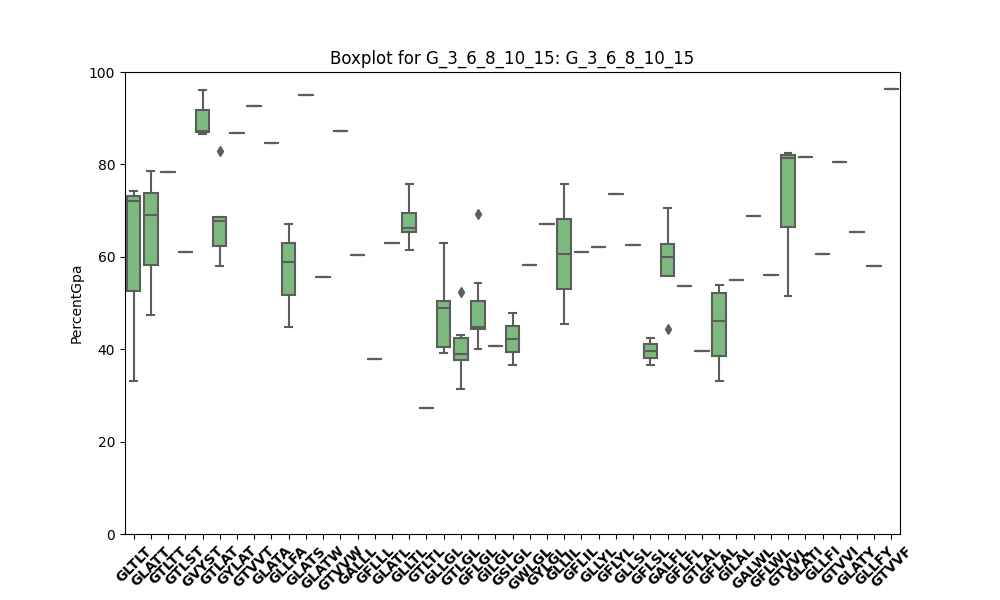 Boxplot for G_3_6_8_10_15: G_3_6_8_10_15
PercentGpa
100
80
60
40
20
0
GLTLT
GLATT
GTLTT
GTLST
GVYST
GTLAT
GYLAT
GTVVT
GLATA
GLLFA
GLATS
GLATW
GTVYW
GALLL
GFLLL
GLATL
GLLTL
GTLTL
GLLGL
GTLGL
GFLGL
GILGL
GSLGL
GWLGL
GYLGL
GLLIL
GFLIL
GLLYL
GFLYL
GLLSL
GFLSL
GALFL
GFLFL
GTLAL
GFLAL
GILAL
GALWL
GFLWL
GTVVL
GLATI
GLLFI
GTVVI
GLATY
GLLFY
GTVVF